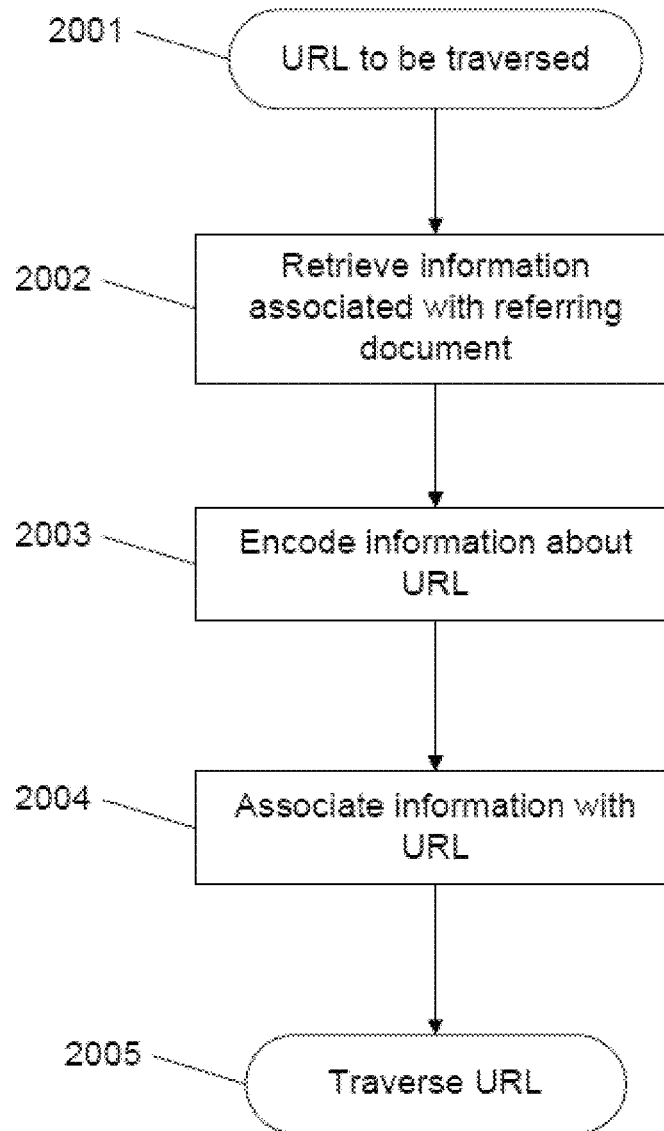 2001
URL to be traversed
2002
Retrieve information
associated with referring
document
2003
Encode information about
URL
2004
Associate information with
URL
2005
Traverse URL